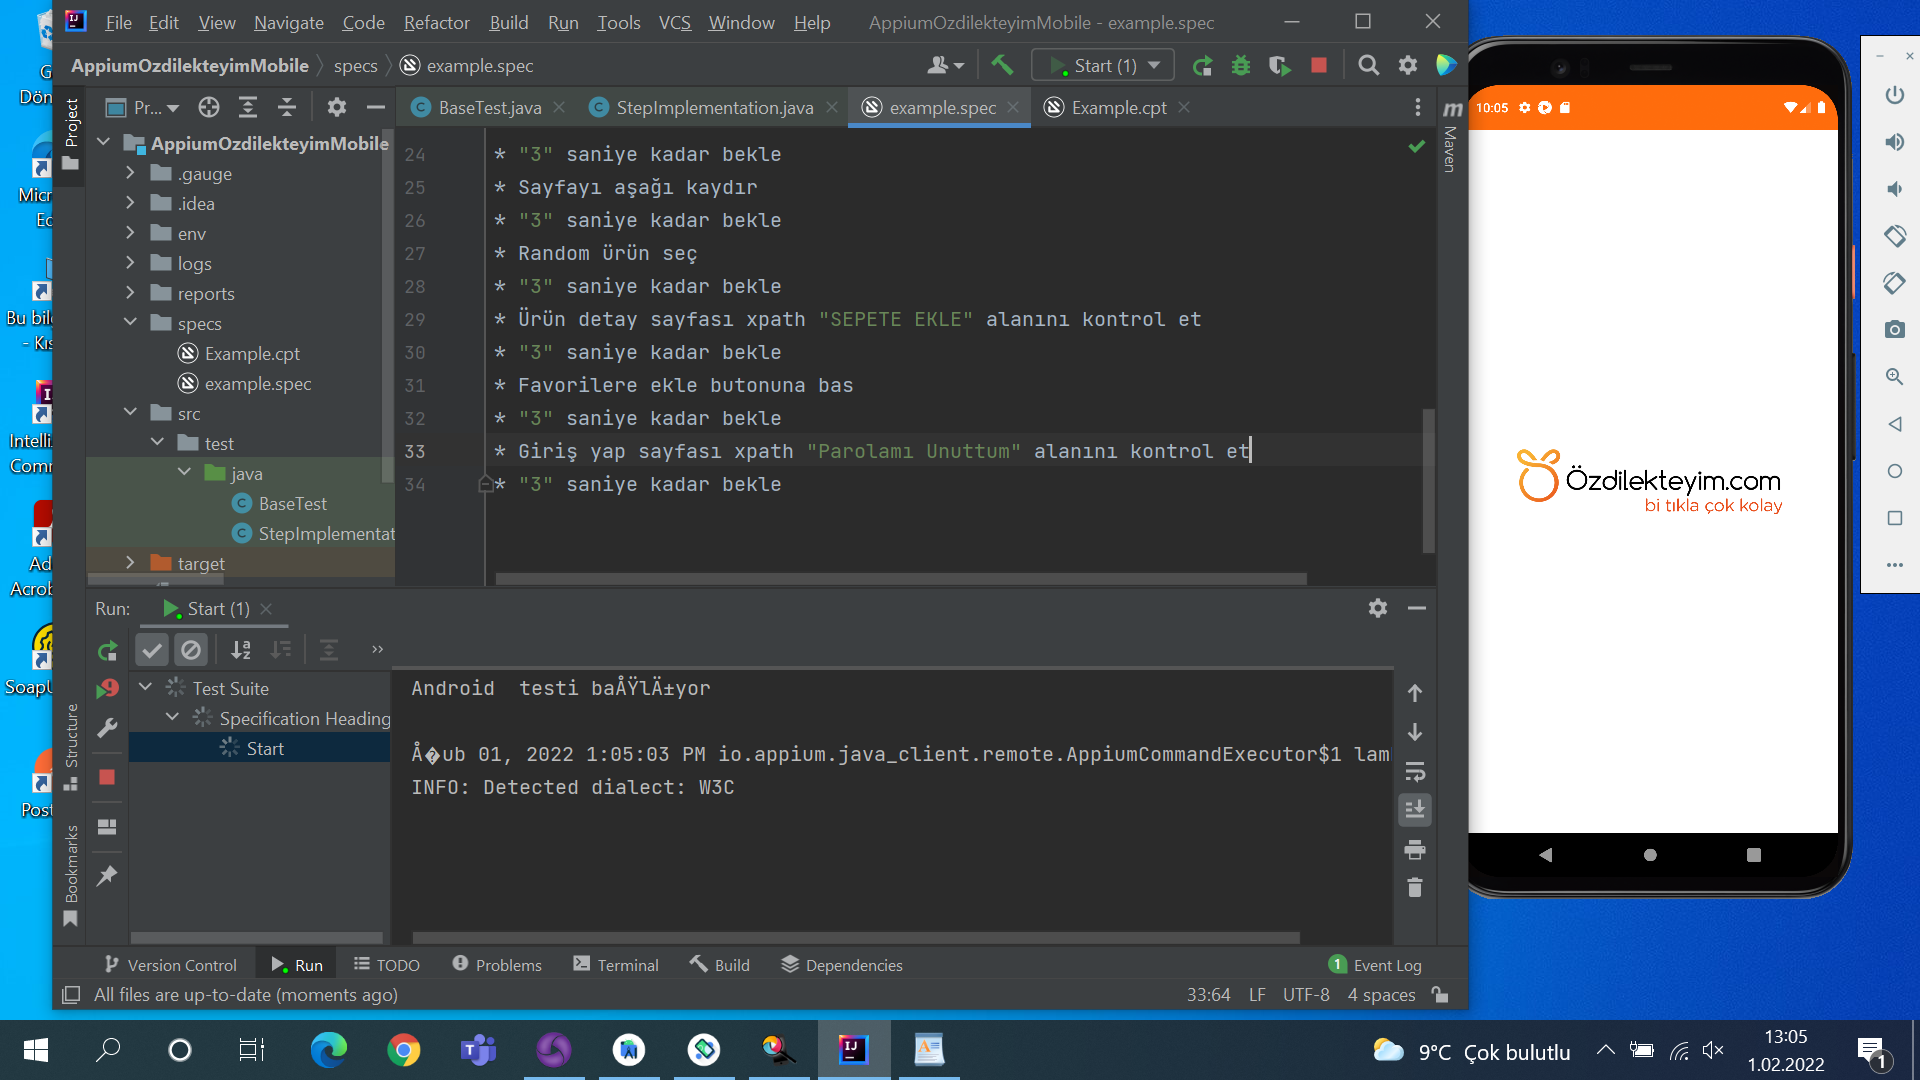 File Edit View Navigate Code Refactor Build Run Tools VCS Window Help AppiumOzdilekteyimMobile - example.spec
AppiumOzdilekteyimMobile specs example.spec Start (1)
Project Pr... BaseTest.java StepImplementation.java example.spec Example.cpt
Maven
AppiumOzdilekteyimMobile
.gauge
.idea
env
logs
reports
specs
Example.cpt
example.spec
src
test
java
BaseTest
StepImplementat
target
24 * "3" saniye kadar bekle
25 * Sayfayı aşağı kaydır
26 * "3" saniye kadar bekle
27 * Random ürün seç
28 * "3" saniye kadar bekle
29 * Ürün detay sayfası xpath "SEPETE EKLE" alanını kontrol et
30 * "3" saniye kadar bekle
31 * Favorilere ekle butonuna bas
32 * "3" saniye kadar bekle
33 * Giriş yap sayfası xpath "Parolamı Unuttum" alanını kontrol et
34 * "3" saniye kadar bekle
Run: Start (1)
Test Suite
Specification Heading
Start
Android  testi baÅŸlÄ±yor
Å�ub 01, 2022 1:05:03 PM io.appium.java_client.remote.AppiumCommandExecutor$1 lam
INFO: Detected dialect: W3C
Structure
Bookmarks
Version Control Run TODO Problems Terminal Build Dependencies 1 Event Log
All files are up-to-date (moments ago) 33:64 LF UTF-8 4 spaces
10:05
Özdilekteyim.com
bi tıkla çok kolay
G
Dön
Micr
Ec
Bu bil
- Kıs
Intelli
Com
Ad
Acrob
SoapU
Post
9°C Çok bulutlu
13:05
1.02.2022
1